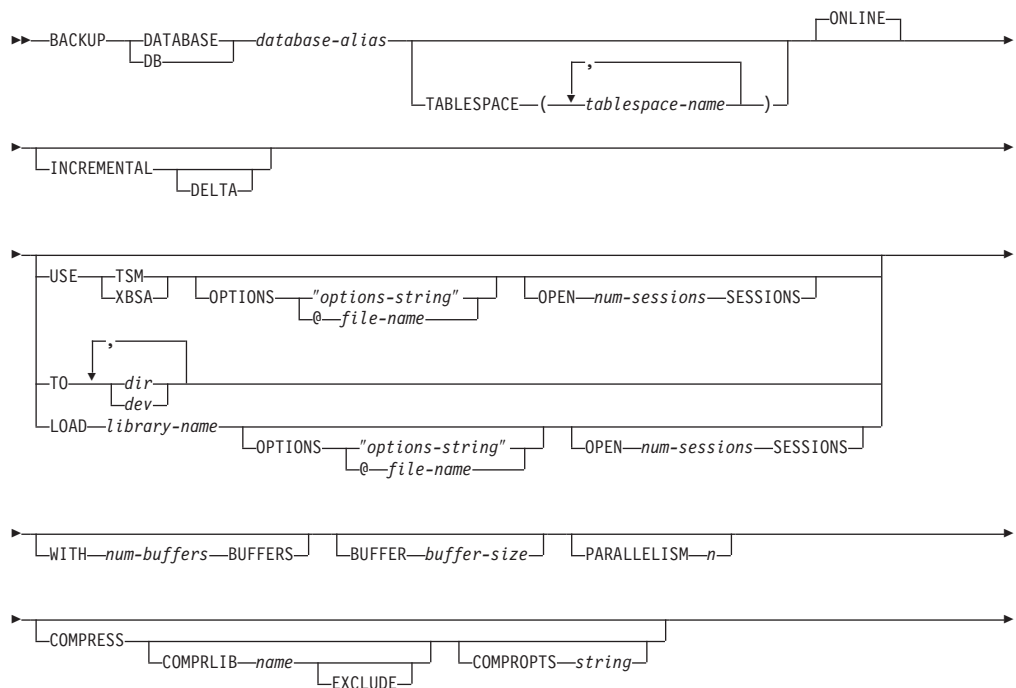 ONLINE
BACKUP DATABASE database-alias
DB
,
TABLESPACE ( tablespace-name )
INCREMENTAL
DELTA
USE TSM
XBSA OPTIONS "options-string" OPEN num-sessions SESSIONS
@ file-name
,
TO dir
dev
LOAD library-name
OPTIONS "options-string" OPEN num-sessions SESSIONS
@ file-name
WITH num-buffers BUFFERS BUFFER buffer-size PARALLELISM n
COMPRESS
COMPRLIB name COMPROPTS string
EXCLUDE